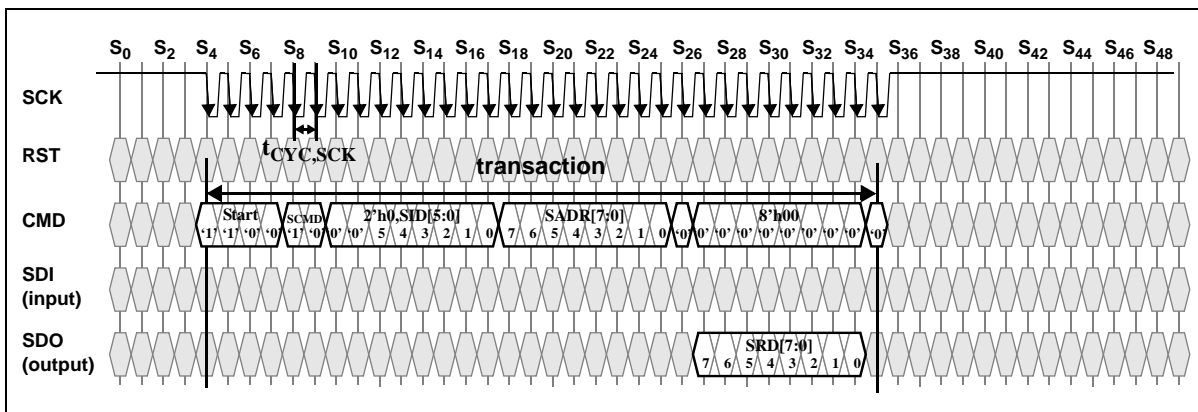 S0 S2 S4 S6 S8 S10 S12 S14 S16 S18 S20 S22 S24 S26 S28 S30 S32 S34 S36 S38 S40 S42 S44 S46 S48
SCK
tCYC,SCK
RST
transaction
CMD
Start SCMD 2'h0,SID[5:0] SADR[7:0] 8'h00
‘1’ ‘1’ ‘0’ ‘0’ ‘1’ ‘0’ ‘0’ ‘0’ 5 4 3 2 1 0 7 6 5 4 3 2 1 0 ‘0’ ‘0’ ‘0’ ‘0’ ‘0’ ‘0’ ‘0’ ‘0’ ‘0’ ‘0’
SDI
(input)
SDO
(output)
SRD[7:0]
7 6 5 4 3 2 1 0